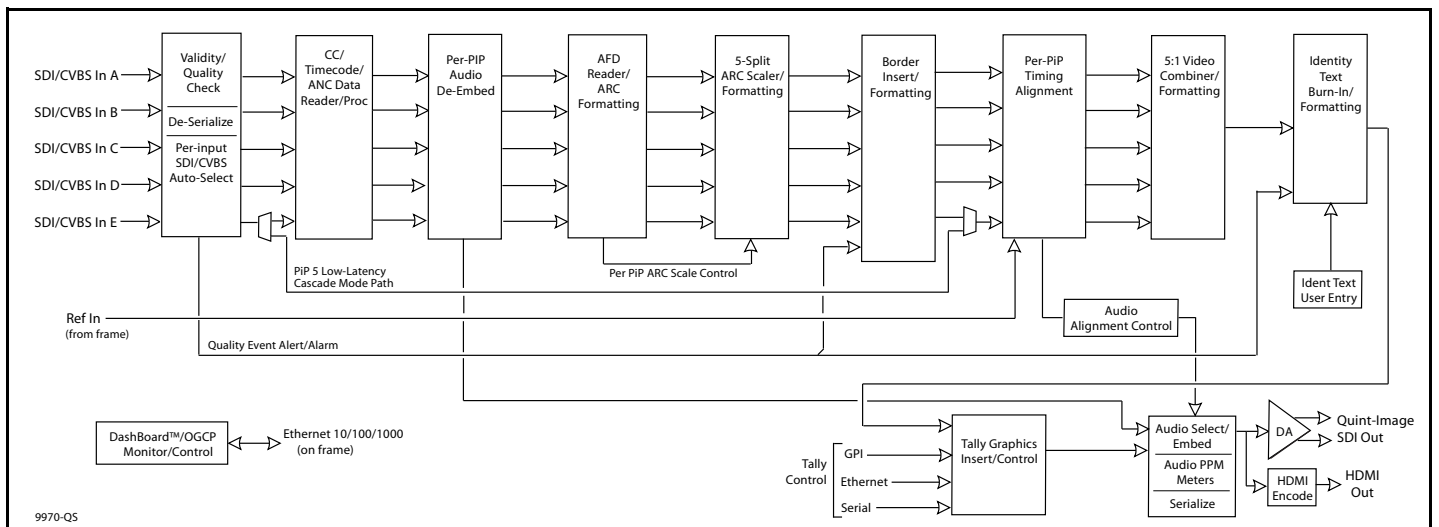 SDI/CVBS In A
SDI/CVBS In B
SDI/CVBS In C
SDI/CVBS In D
SDI/CVBS In E
Validity/
Quality
Check
De-Serialize
Per-input
SDI/CVBS
Auto-Select
CC/
Timecode/
ANC Data
Reader/Proc
Per-PIP
Audio
De-Embed
AFD
Reader/
ARC
Formatting
5-Split
ARC Scaler/
Formatting
Border
Insert/
Formatting
Per-PiP
Timing
Alignment
5:1 Video
Combiner/
Formatting
Identity
Text
Burn-In/
Formatting
PiP 5 Low-Latency
Cascade Mode Path
Per PiP ARC Scale Control
Ident Text
User Entry
Ref In
(from frame)
Audio
Alignment Control
Quality Event Alert/Alarm
DashBoard™/OGCP
Monitor/Control
Ethernet 10/100/1000
(on frame)
Tally
Control
GPI
Ethernet
Serial
Tally Graphics
Insert/Control
Audio Select/
Embed
Audio PPM
Meters
Serialize
DA
Quint-Image
SDI Out
HDMI
Encode
HDMI
Out
9970-QS